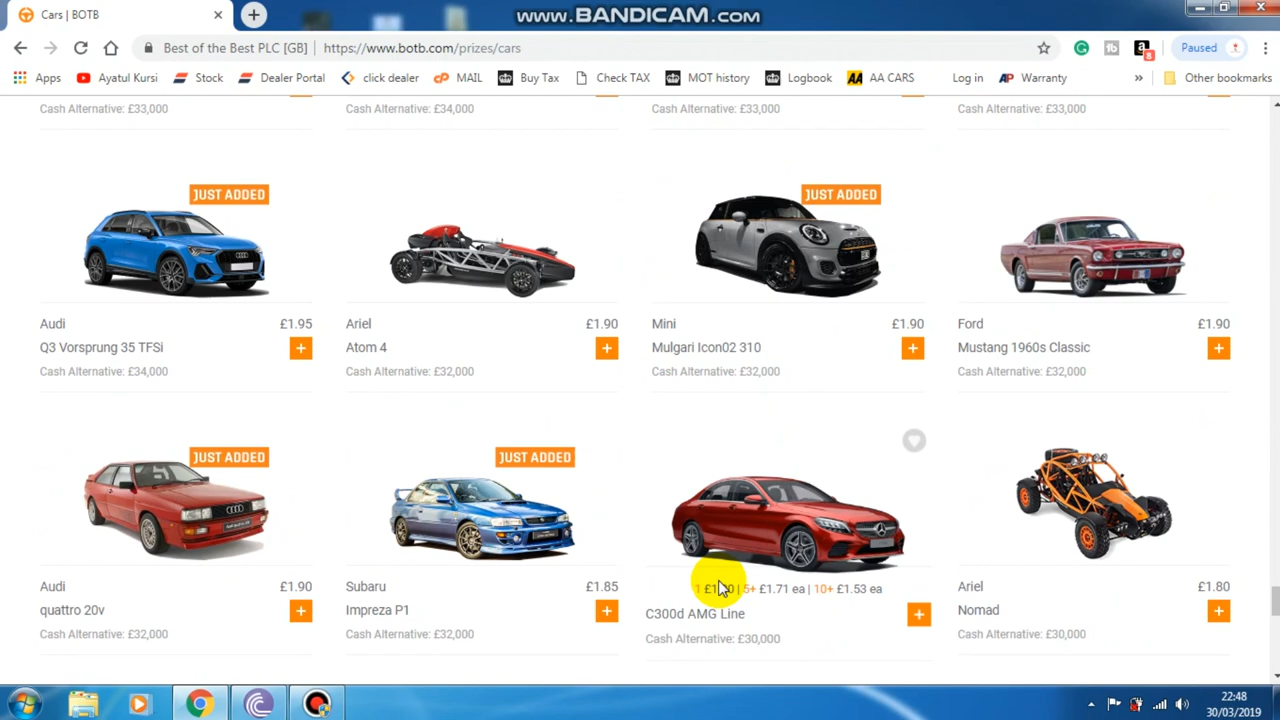 Cars | BOTB
www.BANDICAM.com
Best of the Best PLC [GB] | https://www.botb.com/prizes/cars
Paused
Apps Ayatul Kursi Stock Dealer Portal click dealer MAIL Buy Tax Check TAX MOT history Logbook AA CARS Log in Warranty » Other bookmarks
Cash Alternative: £33,000 Cash Alternative: £34,000 Cash Alternative: £33,000 Cash Alternative: £33,000
JUST ADDED JUST ADDED
Audi £1.95 Ariel £1.90 Mini £1.90 Ford £1.90
Q3 Vorsprung 35 TFSi + Atom 4 + Mulgari Icon02 310 + Mustang 1960s Classic +
Cash Alternative: £34,000 Cash Alternative: £32,000 Cash Alternative: £32,000 Cash Alternative: £32,000
JUST ADDED JUST ADDED
Audi £1.90 Subaru £1.85 | 5+ £1.71 ea | 10+ £1.53 ea Ariel £1.80
quattro 20v + Impreza P1 + C300d AMG Line + Nomad +
Cash Alternative: £32,000 Cash Alternative: £32,000 Cash Alternative: £30,000 Cash Alternative: £30,000
22:48
30/03/2019